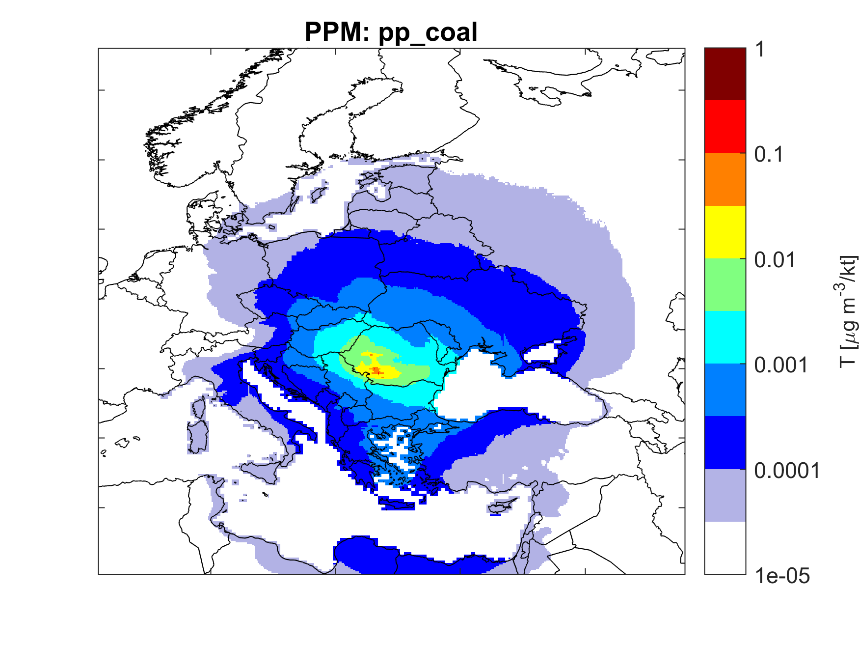 PPM: pp_coal
1
0.1
0.01
0.001
0.0001
1e-05
T [μg m⁻³/kt]